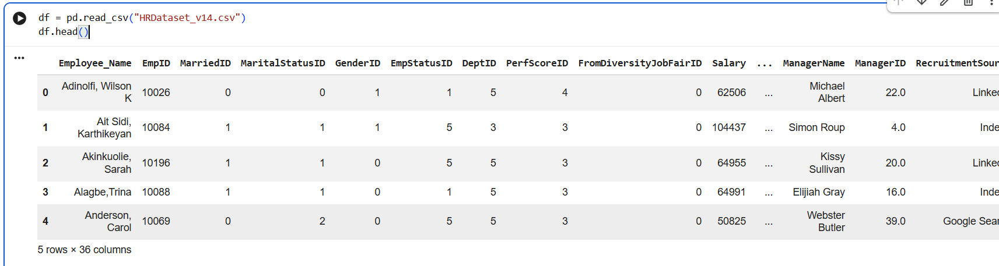 df = pd.read_csv("HRDataset_v14.csv")
df.head()
...
Employee_Name EmpID MarriedID MaritalStatusID GenderID EmpStatusID DeptID PerfScoreID FromDiversityJobFairID Salary ... ManagerName ManagerID RecruitmentSour
0 Adinolfi, Wilson K 10026 0 0 1 1 5 4 0 62506 ... Michael Albert 22.0 Linked
1 Ait Sidi, Karthikeyan 10084 1 1 1 5 3 3 0 104437 ... Simon Roup 4.0 Inde
2 Akinkuolie, Sarah 10196 1 1 0 5 5 3 0 64955 ... Kissy Sullivan 20.0 Linked
3 Alagbe,Trina 10088 1 1 0 1 5 3 0 64991 ... Elijiah Gray 16.0 Inde
4 Anderson, Carol 10069 0 2 0 5 5 3 0 50825 ... Webster Butler 39.0 Google Sear
5 rows × 36 columns